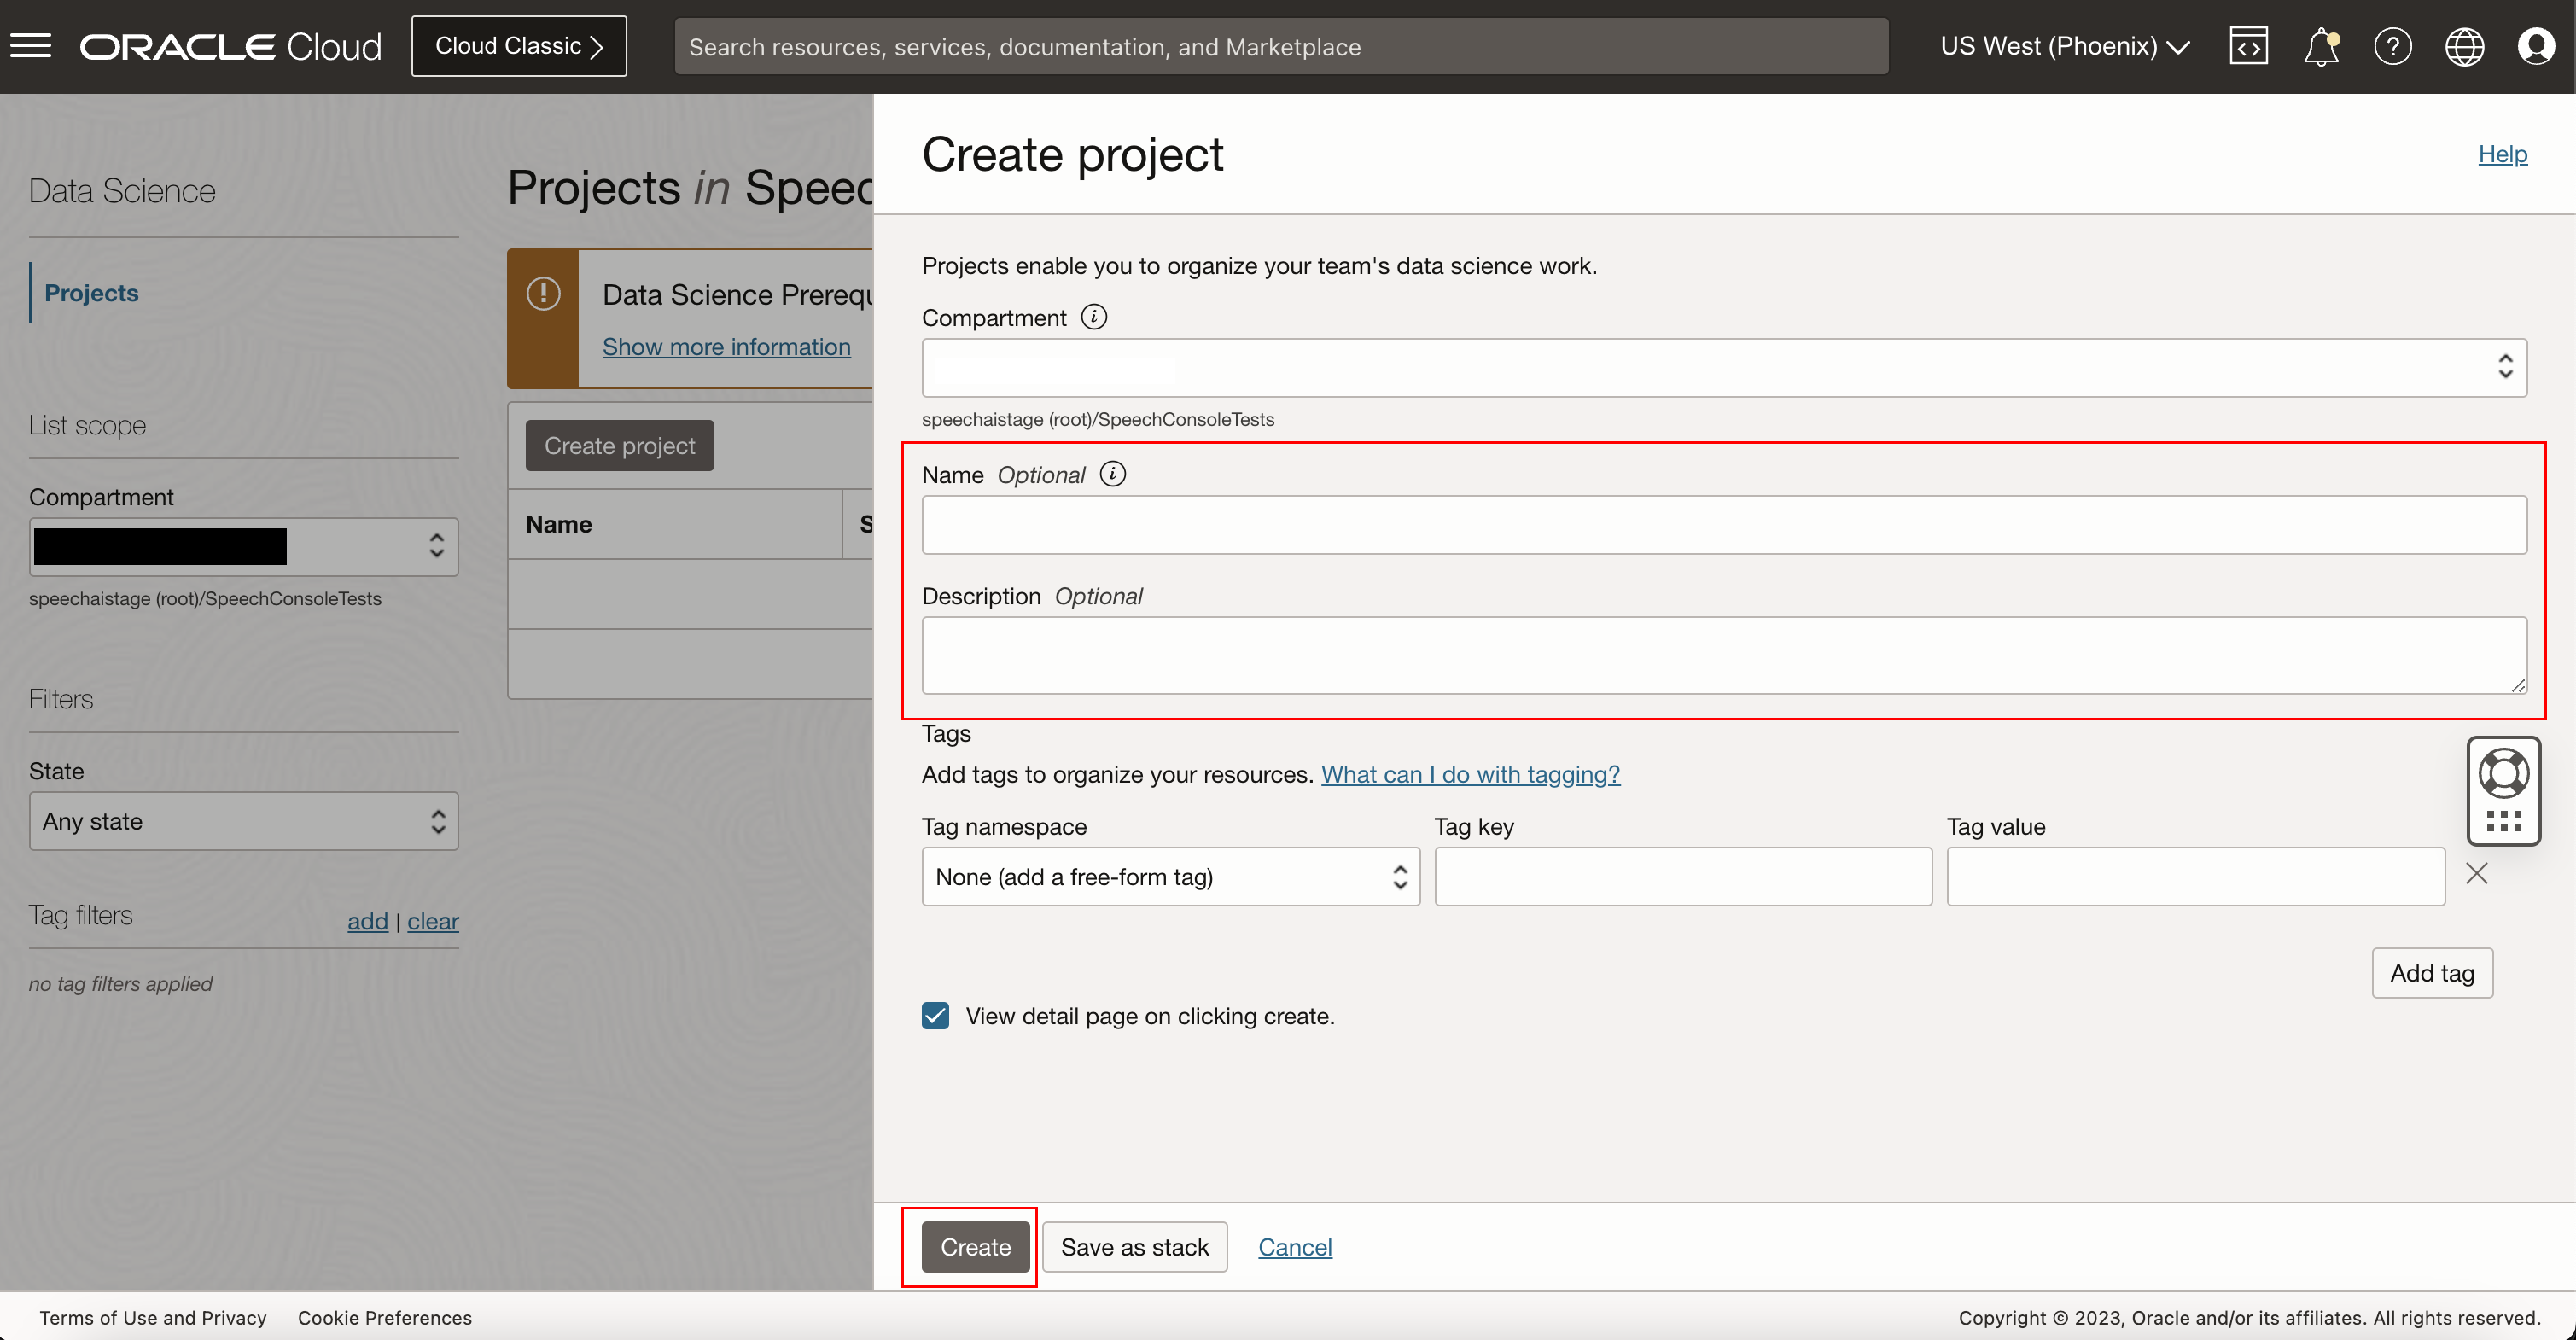 ORACLE Cloud
Cloud Classic
Search resources, services, documentation, and Marketplace
US West (Phoenix)
Data Science
Projects
List scope
Compartment
speechaistage (root)/SpeechConsoleTests
Filters
State
Any state
Tag filters
add | clear
no tag filters applied
Projects in Speec
Data Science Prerequ
Show more information
Create project
Name
S
Create project
Help
Projects enable you to organize your team's data science work.
Compartment
speechaistage (root)/SpeechConsoleTests
Name Optional
Description Optional
Tags
Add tags to organize your resources. What can I do with tagging?
Tag namespace
Tag key
Tag value
None (add a free-form tag)
Add tag
View detail page on clicking create.
Create
Save as stack
Cancel
Terms of Use and Privacy
Cookie Preferences
Copyright © 2023, Oracle and/or its affiliates. All rights reserved.